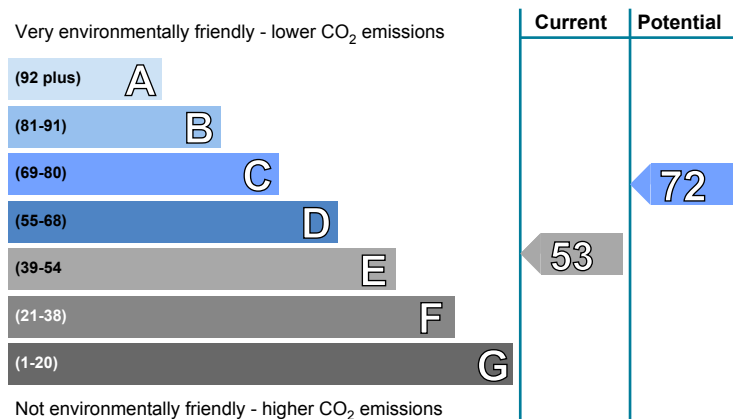 Current Potential
Very environmentally friendly - lower CO₂ emissions
(92 plus) A
(81-91) B
(69-80) C
72
(55-68) D
(39-54 E
53
(21-38) F
(1-20) G
Not environmentally friendly - higher CO₂ emissions